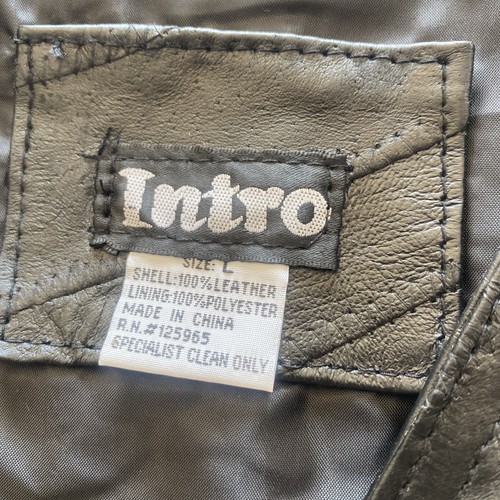 Intro
SIZE: L
SHELL:100%LEATHER
LINING:100%POLYESTER
MADE IN CHINA
R.N.#125965
SPECIALIST CLEAN ONLY